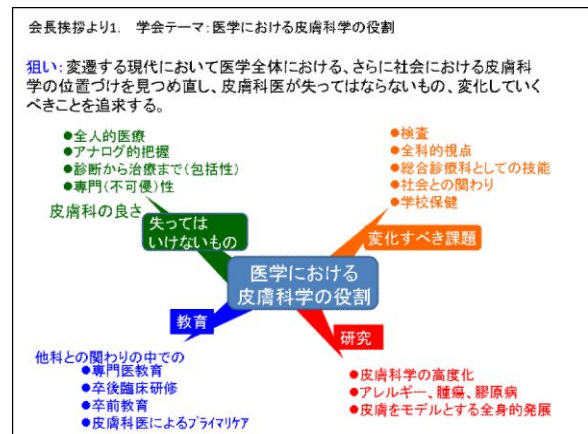 会長挨拶より1. 学会テーマ:医学における皮膚科学の役割
狙い:変遷する現代において医学全体における、さらに社会における皮膚科
学の位置づけを見つめ直し、皮膚科医が失ってはならないもの、変化していく
べきことを追求する。
●全人的医療
●アナログ的把握
●診断から治療まで(包括性)
●専門(不可侵)性
皮膚科の良さ
失っては
いけないもの
●検査
●全科的視点
●総合診療科としての技能
●社会との関わり
●学校保健
変化すべき課題
医学における
皮膚科学の役割
教育
他科との関わりの中での
●専門医教育
●卒後臨床研修
●卒前教育
●皮膚科医によるプライマリケア
研究
●皮膚科学の高度化
●アレルギー、腫瘍、膠原病
●皮膚をモデルとする全身的発展